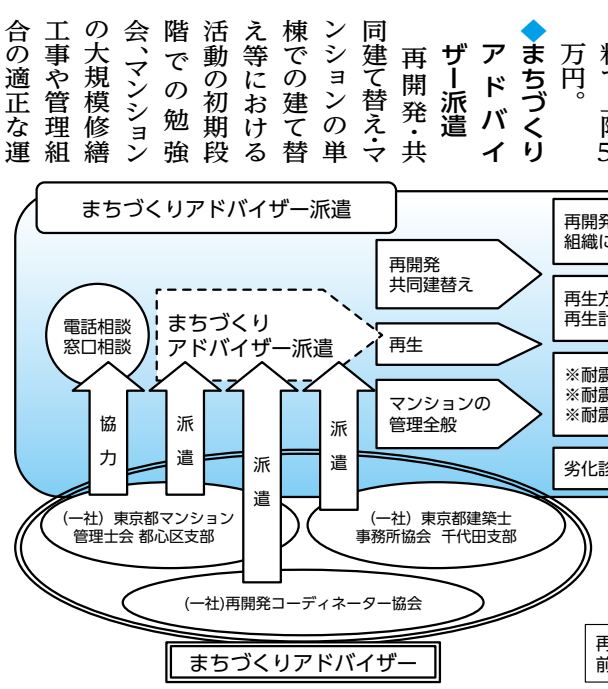 万円。
◆まちづくり
アドバイ
ザー派遣
再開発・共
同建て替え・マ
ンションの単
棟での建て替
え等における
活動の初期段
階での勉強
会、マンション
の大規模修繕
工事や管理組
合の適正な運
まちづくりアドバイザー派遣
電話相談
窓口相談
まちづくり
アドバイザー派遣
再開発
共同建替え
再生
マンションの
管理全般
再開発
組織に
再生方
再生計
※耐震
※耐震
※耐震
劣化診
協力
派遣
派遣
派遣
(一社) 東京都マンション
管理士会 都心区支部
(一社) 東京都建築士
事務所協会 千代田支部
(一社)再開発コーディネーター協会
まちづくりアドバイザー
再
前